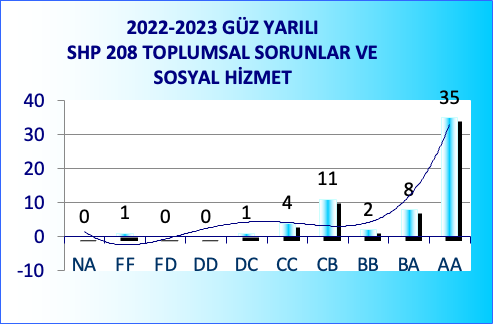 2022-2023 GÜZ YARILI
SHP 208 TOPLUMSAL SORUNLAR VE
SOSYAL HİZMET
40
30
20
10
0
-10
0 1 0 0 1 4 11 2 8 35
NA FF FD DD DC CC CB BB BA AA